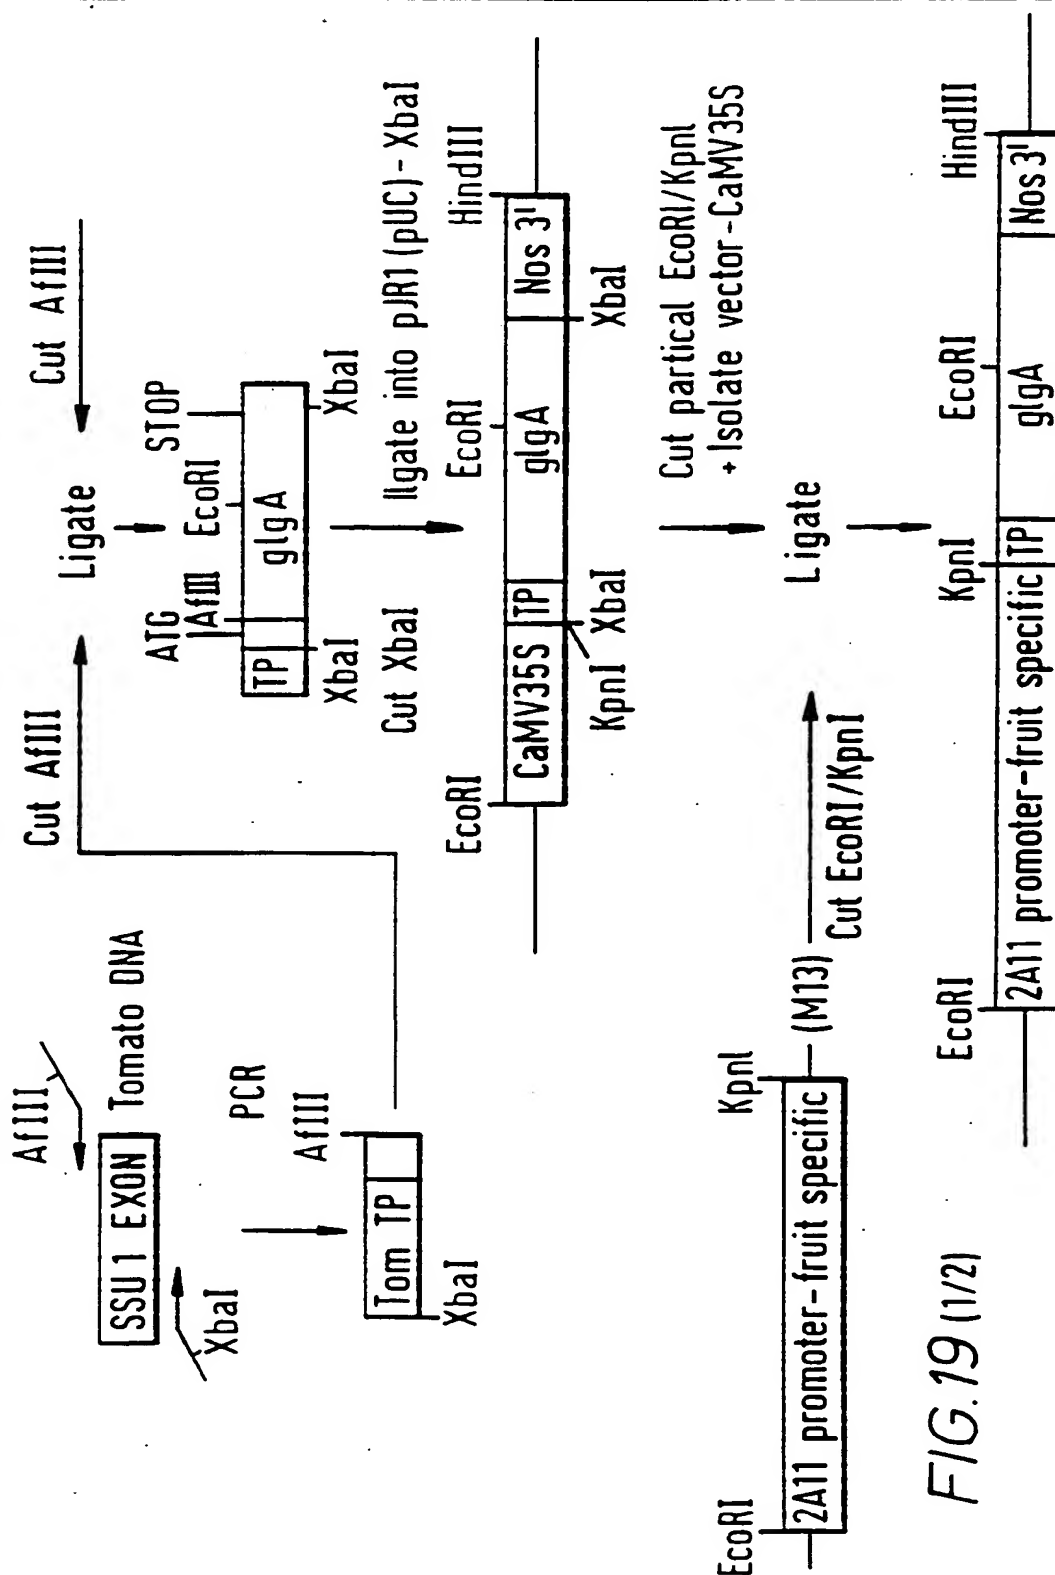 AflII
SSU 1 EXON
Tomato DNA
XbaI
PCR
AflII
Tom TP
XbaI
Cut AflII
Cut AflII
Ligate
ATG
AflII
EcoRI
STOP
TP
glgA
XbaI
XbaI
Cut XbaI
lIgate into pJR1 (pUC)-XbaI
EcoRI
EcoRI
HindIII
CaMV35S
TP
glgA
Nos 3'
KpnI
XbaI
XbaI
Cut partical EcoRI/KpnI
+ Isolate vector-CaMV35S
EcoRI
KpnI
2A11 promoter-fruit specific
(M13)
Cut EcoRI/KpnI
Ligate
EcoRI
KpnI
EcoRI
HindIII
2A11 promoter-fruit specific
TP
glgA
Nos 3'
FIG.19 (1/2)